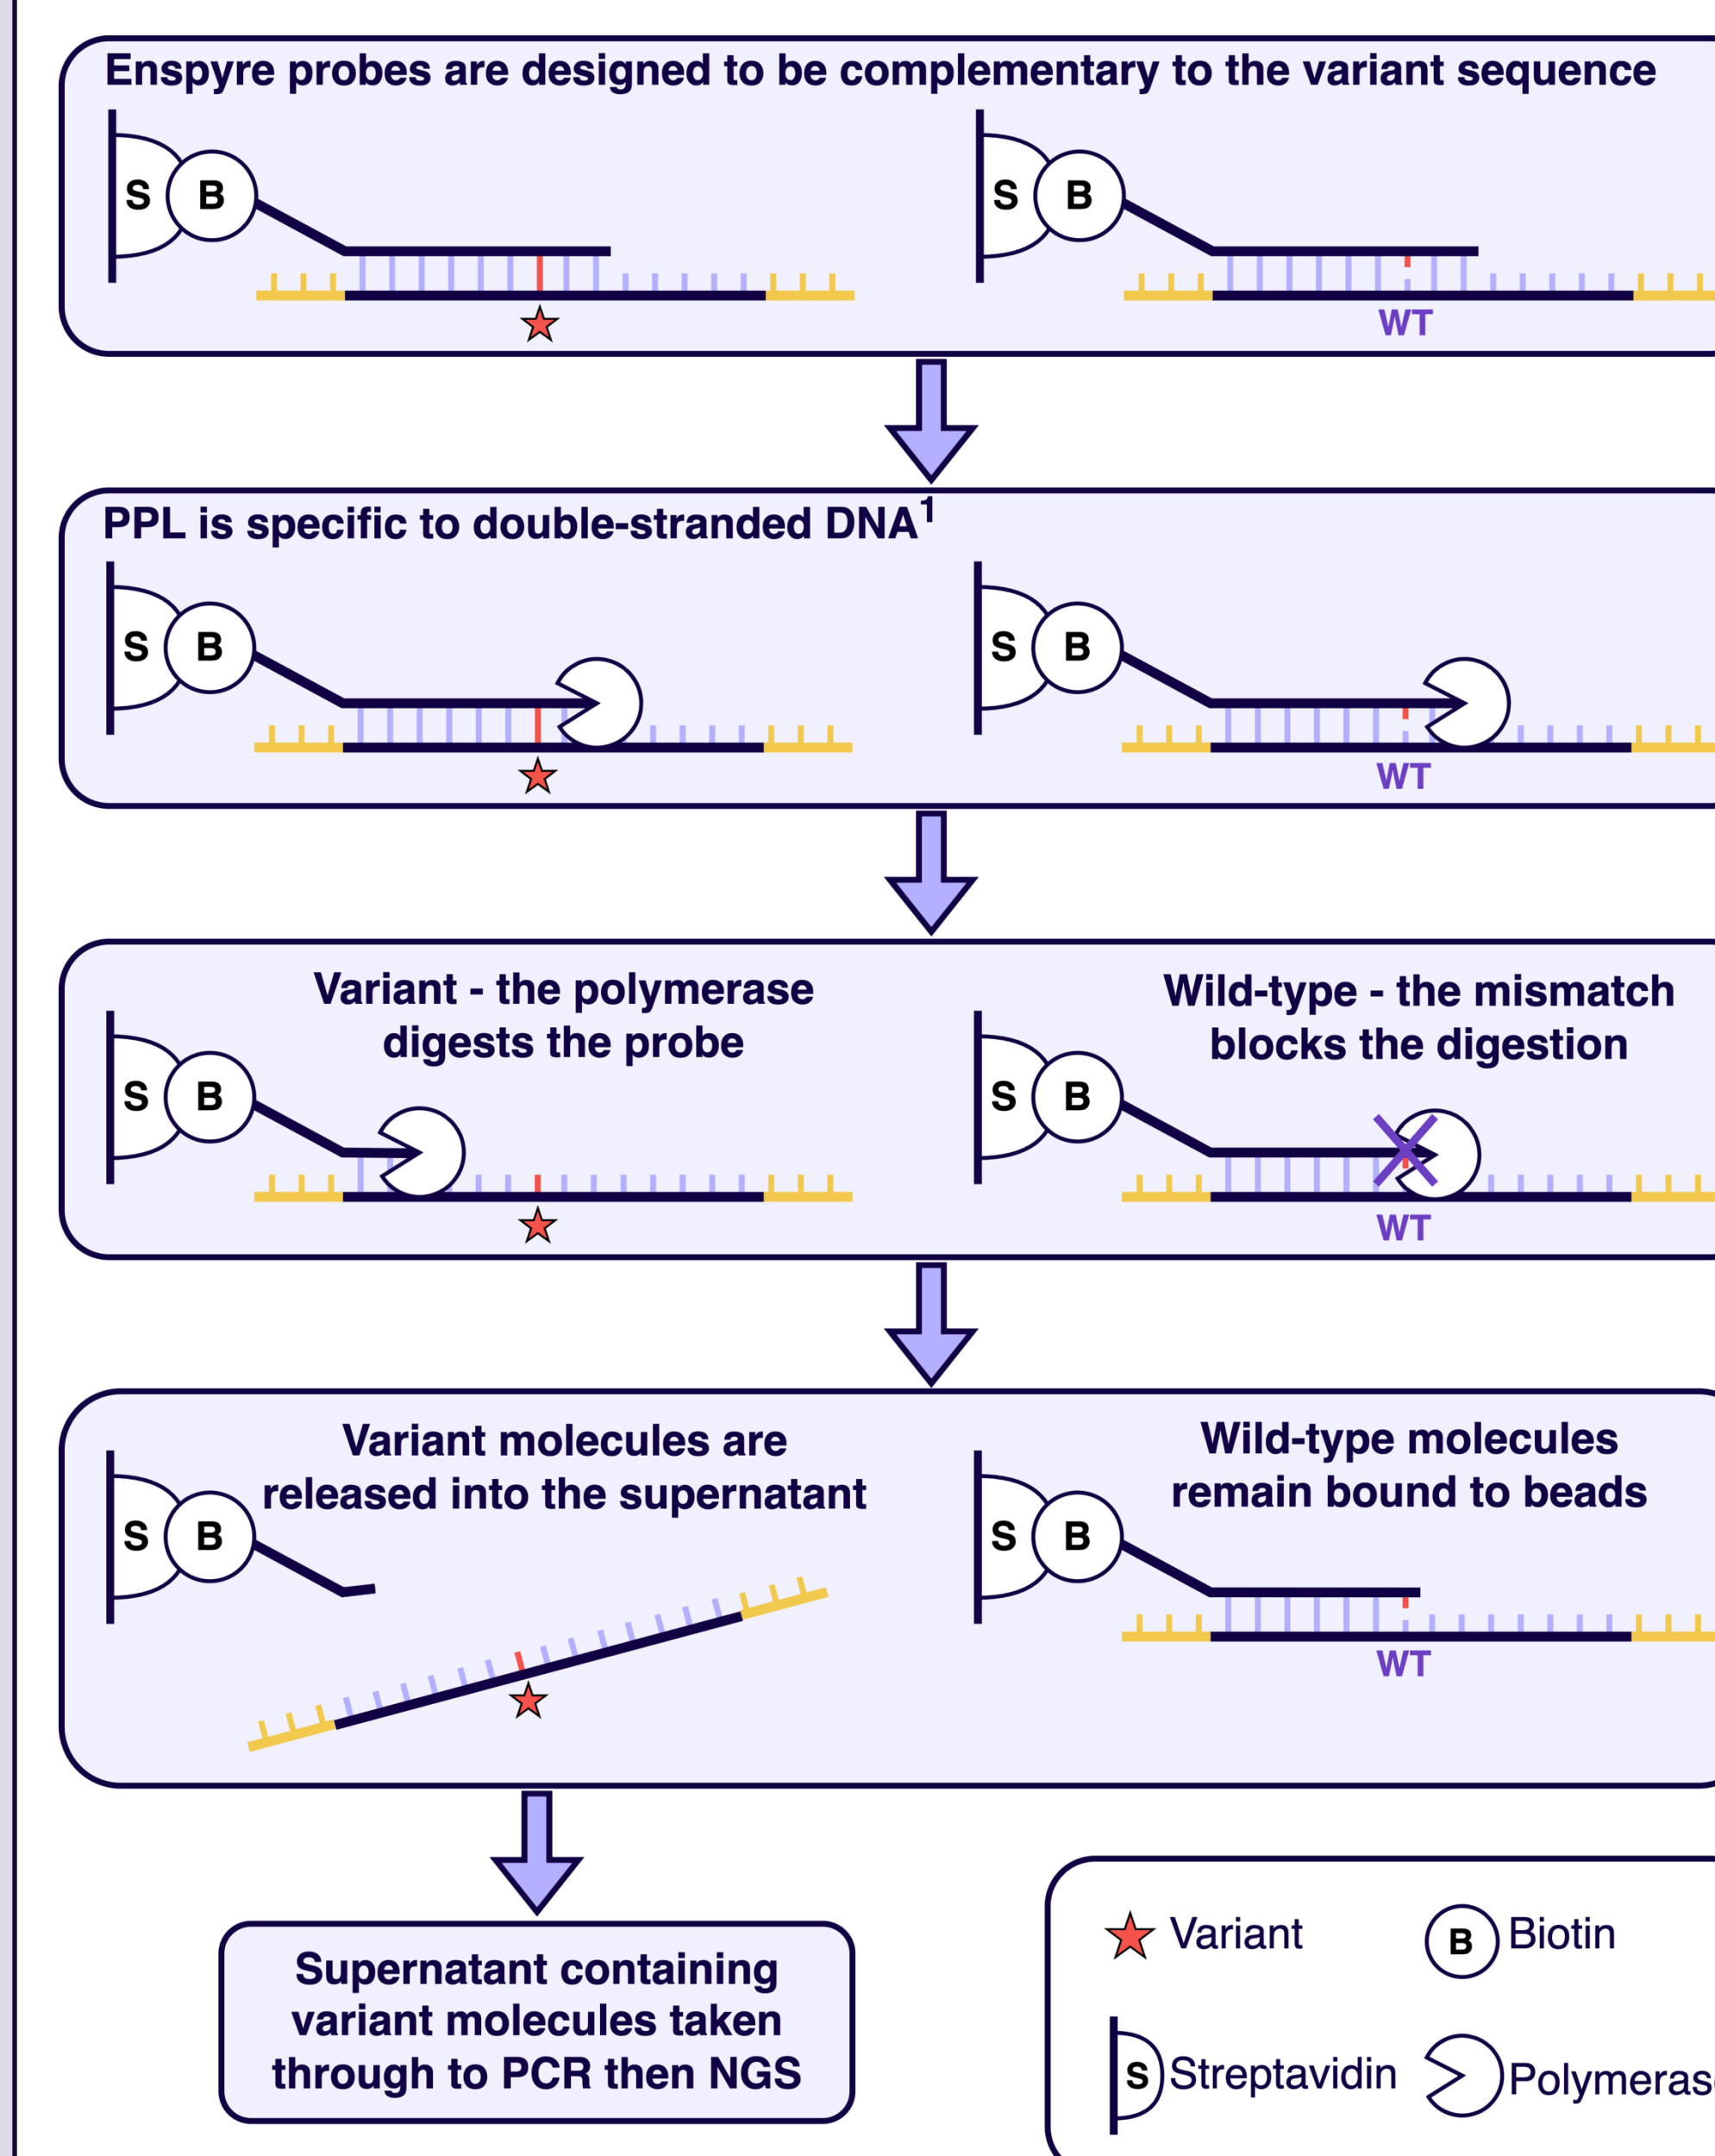 Enspyre probes are designed to be complementary to the variant sequence
S
B
S
B
WT
PPL is specific to double-stranded DNA1
S
B
S
B
WT
Variant - the polymerase
digests the probe
Wild-type - the mismatch
blocks the digestion
S
B
S
B
WT
Variant molecules are
released into the supernatant
Wild-type molecules
remain bound to beads
S
B
S
B
WT
Supernatant containing
variant molecules taken
through to PCR then NGS
Variant
B
Biotin
S
Streptavidin
Polymerase